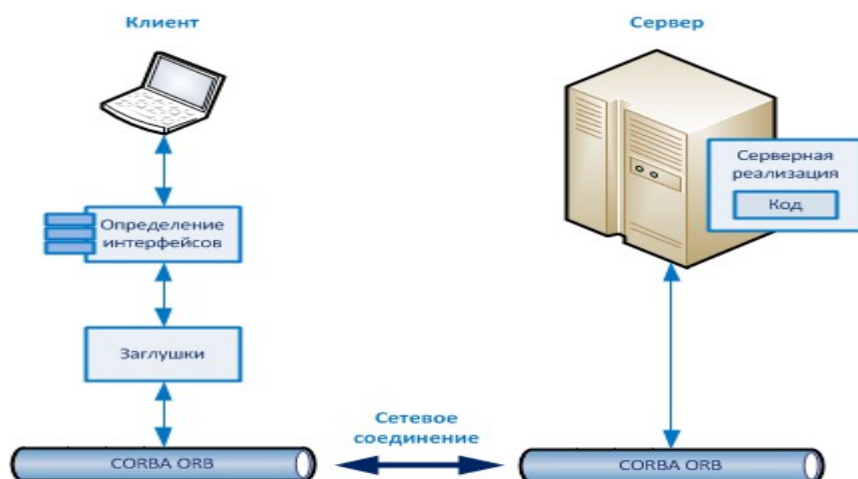 Клиент
Сервер
Серверная
реализация
Код
Определение
интерфейсов
Заглушки
Сетевое
соединение
CORBA ORB
CORBA ORB